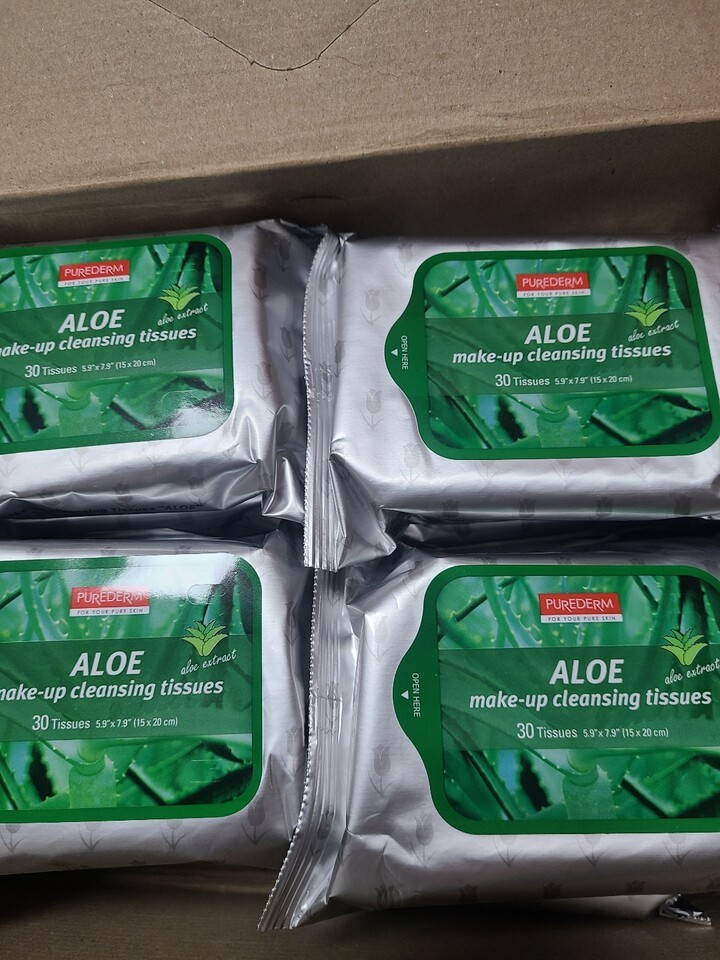 PUREDERM
FOR YOUR PURE SKIN
aloe extract
ALOE
make-up cleansing tissues
30 Tissues 5.9"x 7.9" (15 x 20 cm)
PUREDERM
FOR YOUR PURE SKIN
aloe extract
OPEN HERE
ALOE
make-up cleansing tissues
30 Tissues 5.9"x 7.9" (15 x 20 cm)
Tissues "ALOE"
PUREDERM
FOR YOUR PURE SKIN
aloe extract
ALOE
make-up cleansing tissues
30 Tissues 5.9"x 7.9" (15 x 20 cm)
PUREDERM
FOR YOUR PURE SKIN
aloe extract
OPEN HERE
ALOE
make-up cleansing tissues
30 Tissues 5.9"x 7.9" (15 x 20 cm)